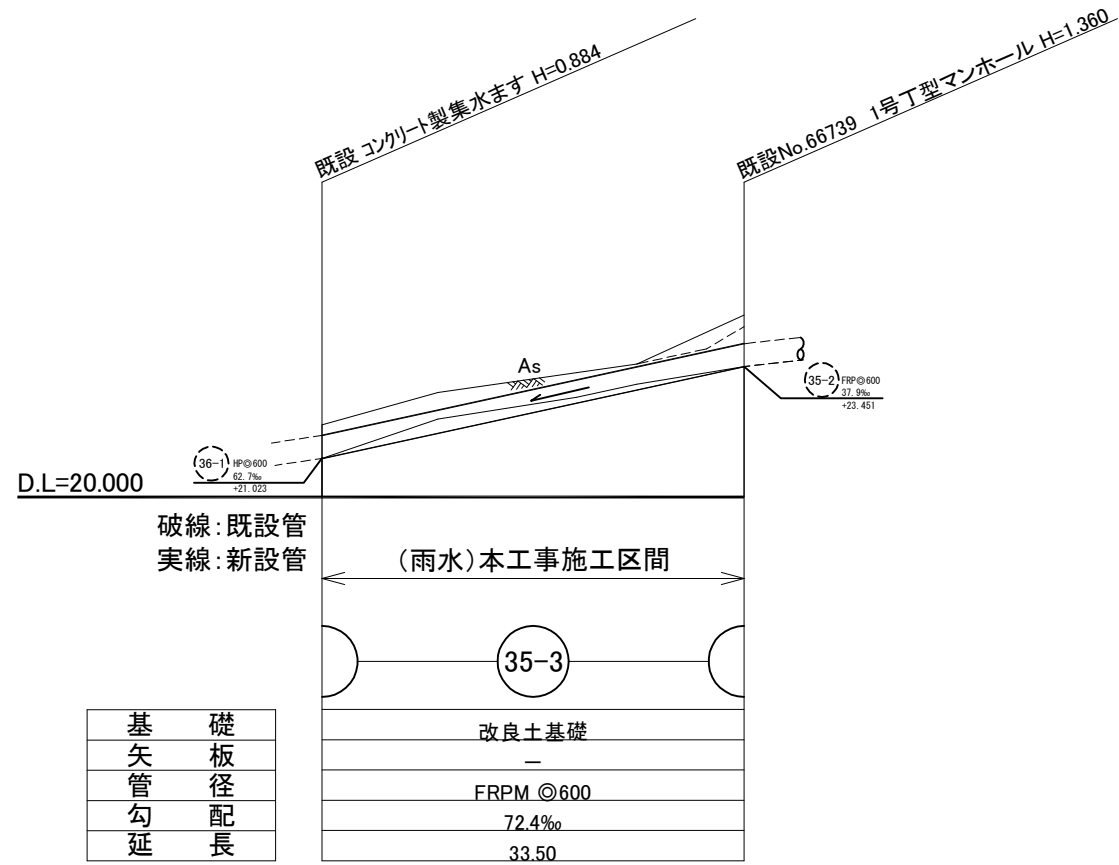 既設 コンクリート製集水ます H=0.884
既設No.66739 1号丁型マンホール H=1.360
As
35-2
FRP◎600
37.9‰
+23.451
36-1
HP◎600
62.7‰
+21.023
D.L=20.000
破線:既設管
実線:新設管
(雨水)本工事施工区間
35-3
基 礎 改良土基礎
矢 板 －
管 径 FRPM ◎600
勾 配 72.4‰
延 長 33.50